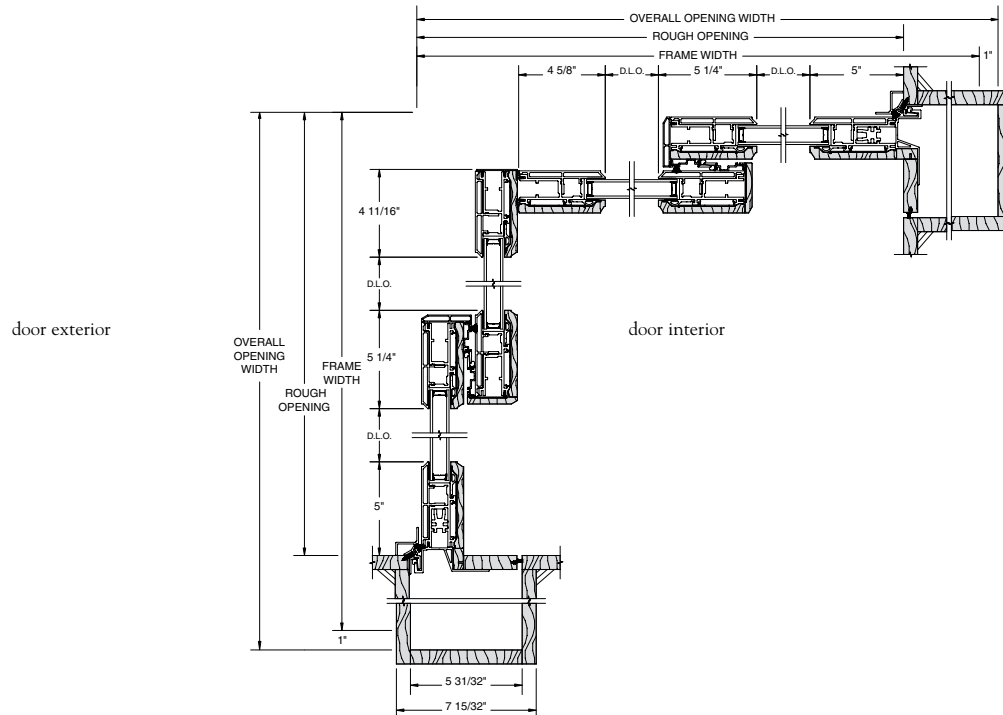 OVERALL OPENING WIDTH
ROUGH OPENING
FRAME WIDTH
1"
4 5/8"
D.L.O.
5 1/4"
D.L.O.
5"
4 11/16"
D.L.O.
5 1/4"
D.L.O.
5"
door exterior
door interior
OVERALL
OPENING
WIDTH
FRAME
WIDTH
ROUGH
OPENING
1"
5 31/32"
7 15/32"